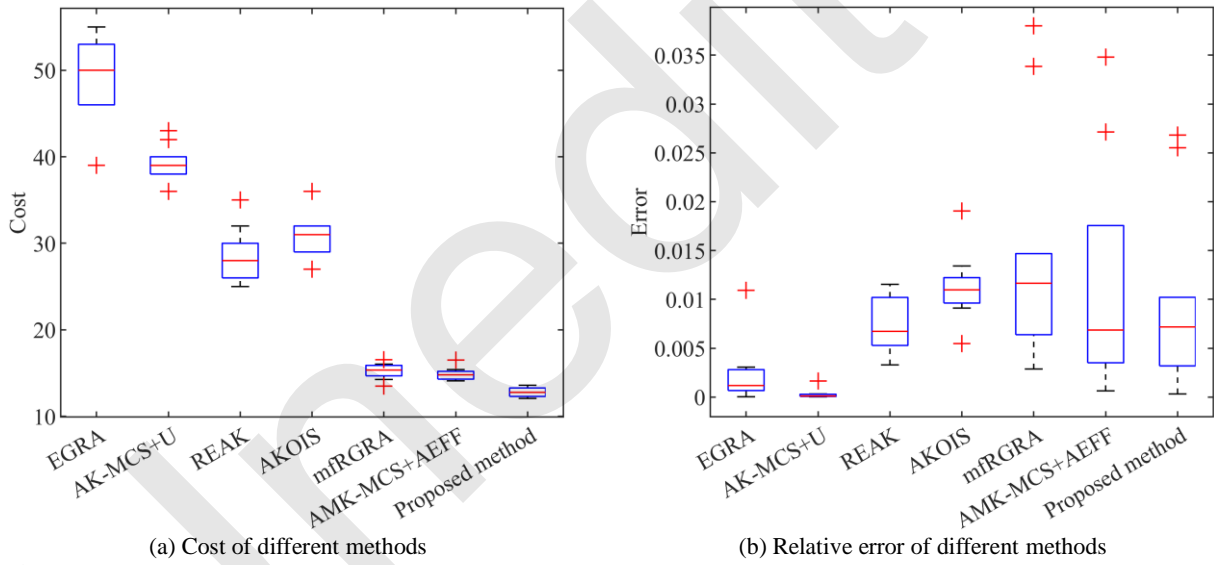 50
40
30
20
10
Cost
EGRA
AK-MCS+U
REAK
AKOIS
mfRGRA
AMK-MCS+AEFF
Proposed method
(a) Cost of different methods
0.035
0.03
0.025
0.02
0.015
0.01
0.005
0
Error
EGRA
AK-MCS+U
REAK
AKOIS
mfRGRA
AMK-MCS+AEFF
Proposed method
(b) Relative error of different methods